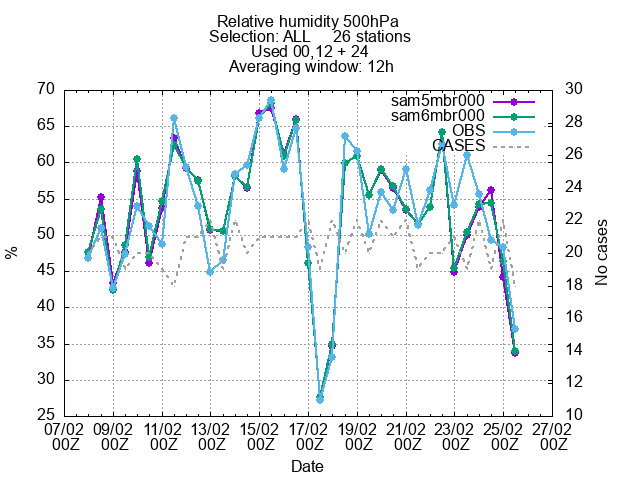 Relative humidity 500hPa
Selection: ALL     26 stations
Used 00,12 + 24
Averaging window: 12h
70
65
60
55
50
45
40
35
30
25
%
sam5mbr000
sam6mbr000
OBS
CASES
30
28
26
24
22
20
18
16
14
12
10
No cases
07/02 09/02 11/02 13/02 15/02 17/02 19/02 21/02 23/02 25/02 27/02
00Z 00Z 00Z 00Z 00Z 00Z 00Z 00Z 00Z 00Z 00Z
Date